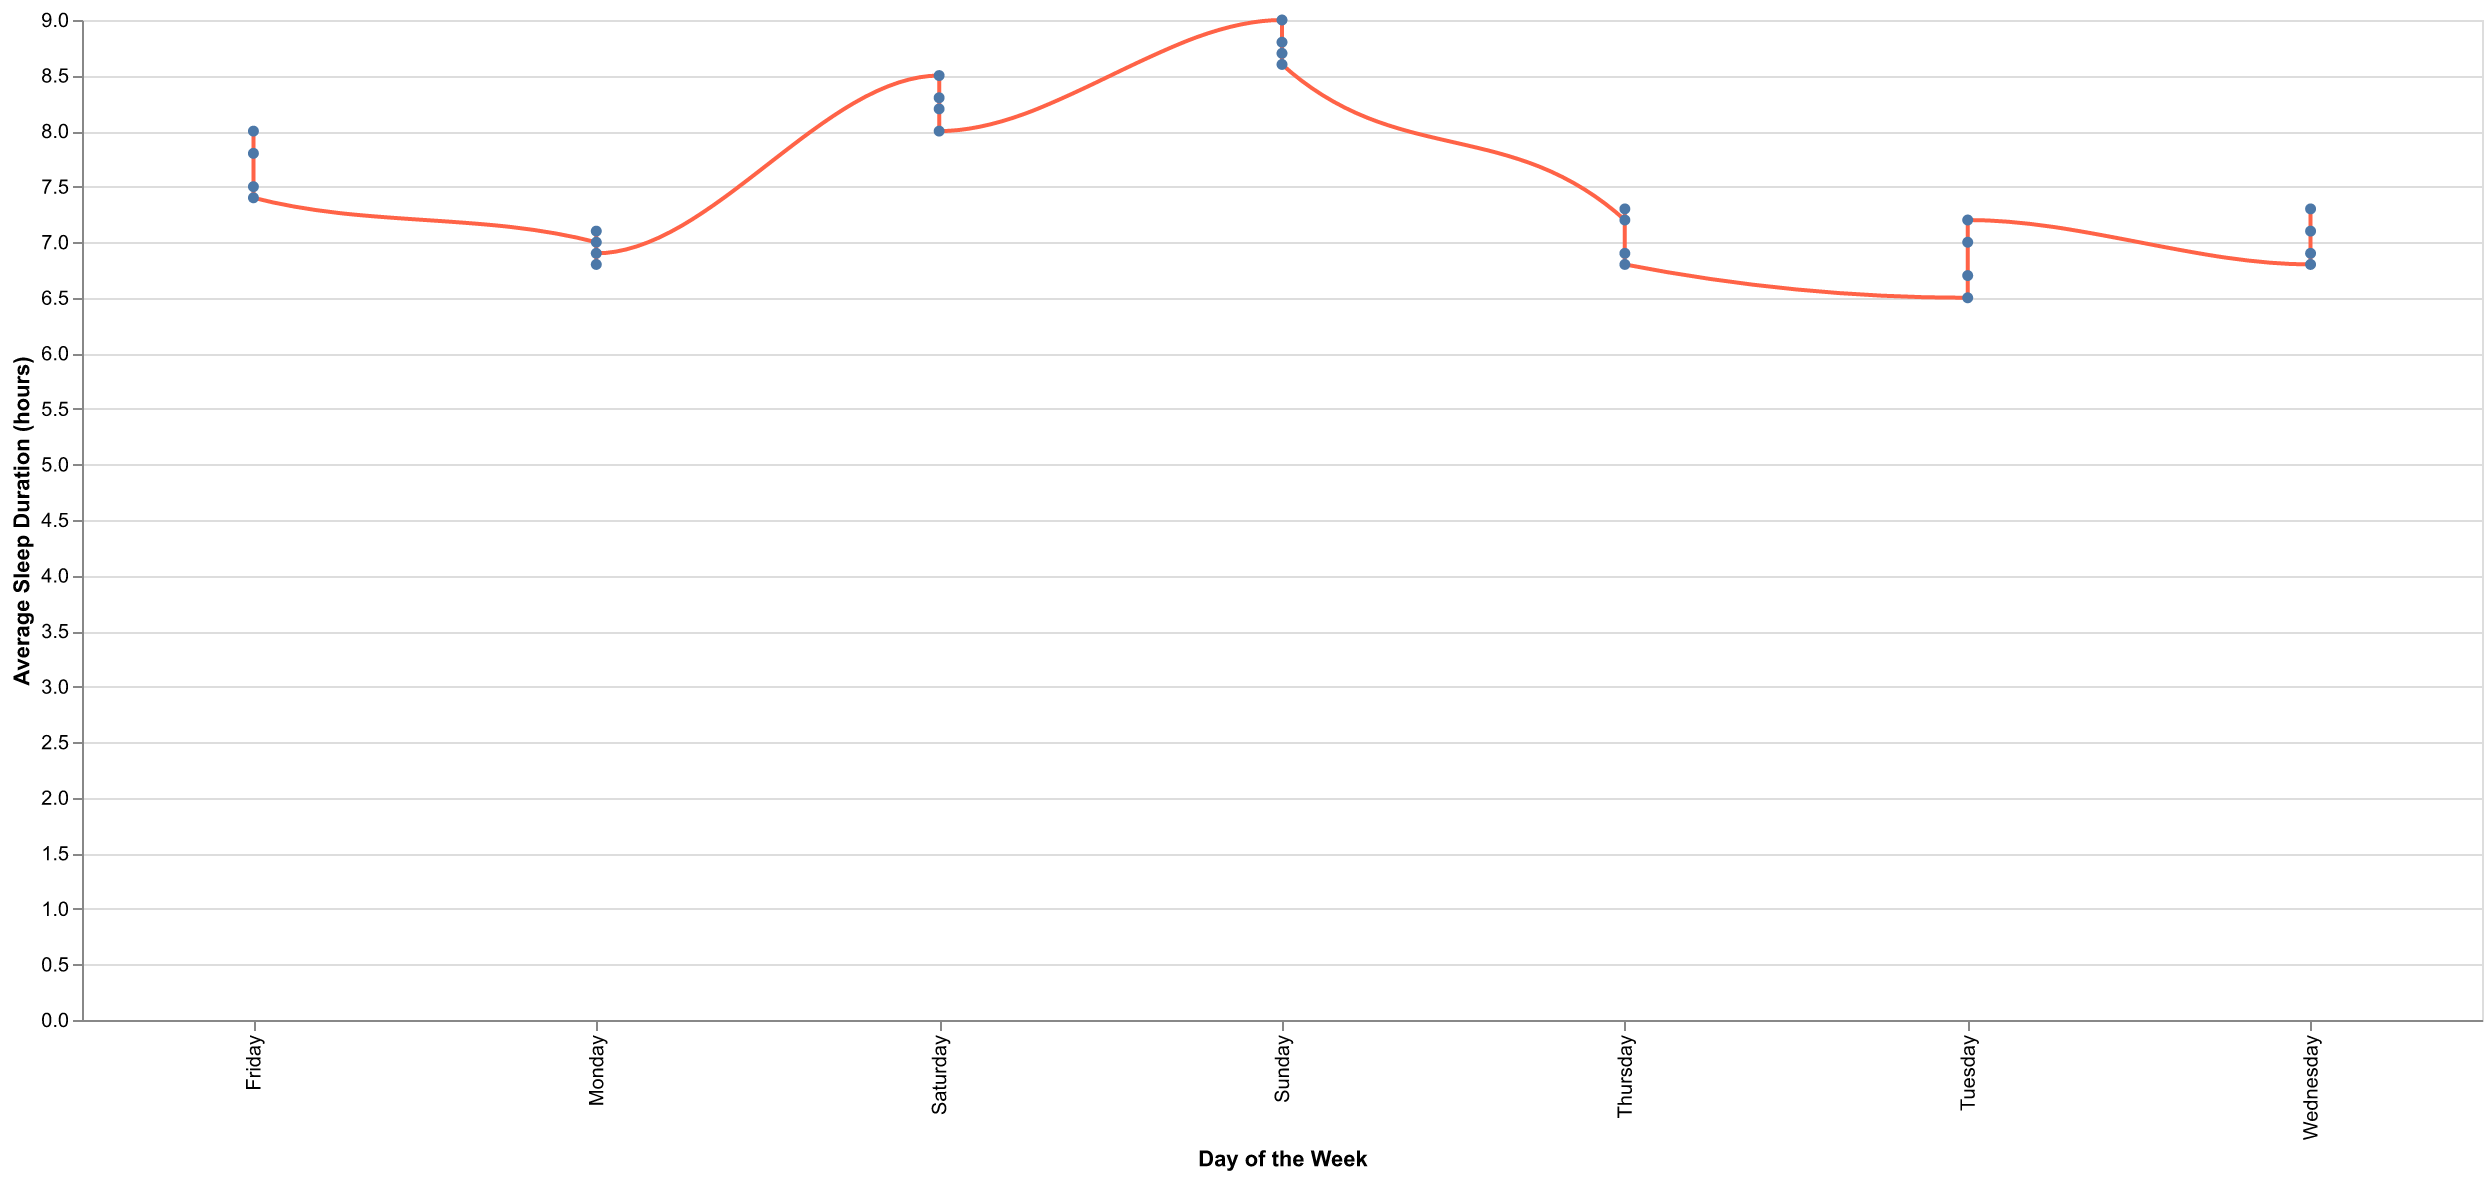 9.0
8.5
8.0
7.5
7.0
6.5
6.0
5.5
5.0
4.5
4.0
3.5
3.0
2.5
2.0
1.5
1.0
0.5
0.0
Average Sleep Duration (hours)
Friday
Monday
Saturday
Sunday
Thursday
Tuesday
Wednesday
Day of the Week